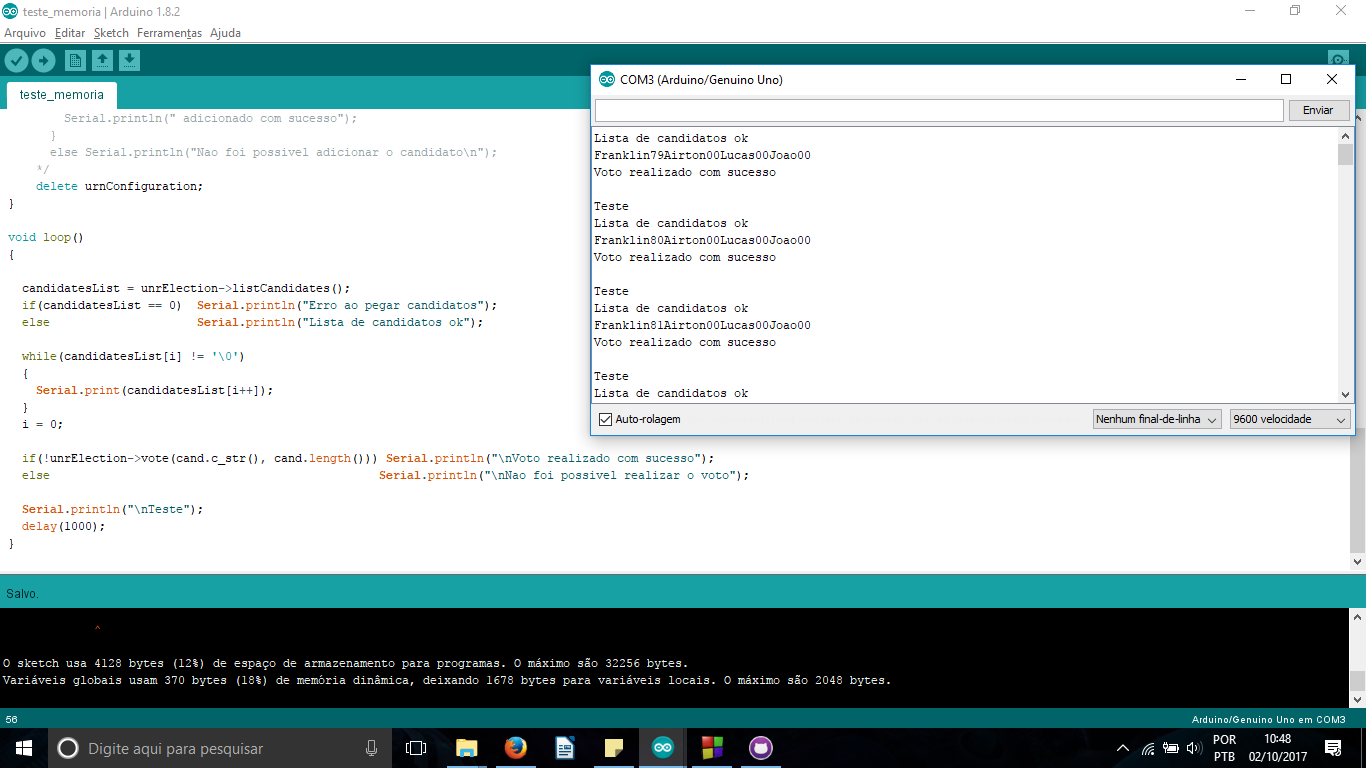 teste_memoria | Arduino 1.8.2
Arquivo Editar Sketch Ferramentas Ajuda
teste_memoria
Serial.println(" adicionado com sucesso");
}
else Serial.println("Nao foi possivel adicionar o candidato\n");
*/
delete urnConfiguration;
}
void loop()
{
candidatesList = unrElection->listCandidates();
if(candidatesList == 0)  Serial.println("Erro ao pegar candidatos");
else                     Serial.println("Lista de candidatos ok");
while(candidatesList[i] != '\0')
{
Serial.print(candidatesList[i++]);
}
i = 0;
if(!unrElection->vote(cand.c_str(), cand.length())) Serial.println("\nVoto realizado com sucesso");
else                                               Serial.println("\nNao foi possivel realizar o voto");
Serial.println("\nTeste");
delay(1000);
}
COM3 (Arduino/Genuino Uno)
Enviar
Lista de candidatos ok
Franklin79Airton00Lucas00Joao00
Voto realizado com sucesso
Teste
Lista de candidatos ok
Franklin80Airton00Lucas00Joao00
Voto realizado com sucesso
Teste
Lista de candidatos ok
Franklin81Airton00Lucas00Joao00
Voto realizado com sucesso
Teste
Lista de candidatos ok
Auto-rolagem
Nenhum final-de-linha
9600 velocidade
Salvo.
^
O sketch usa 4128 bytes (12%) de espaço de armazenamento para programas. O máximo são 32256 bytes.
Variáveis globais usam 370 bytes (18%) de memória dinâmica, deixando 1678 bytes para variáveis locais. O máximo são 2048 bytes.
56
Arduino/Genuino Uno em COM3
Digite aqui para pesquisar
POR
PTB
10:48
02/10/2017